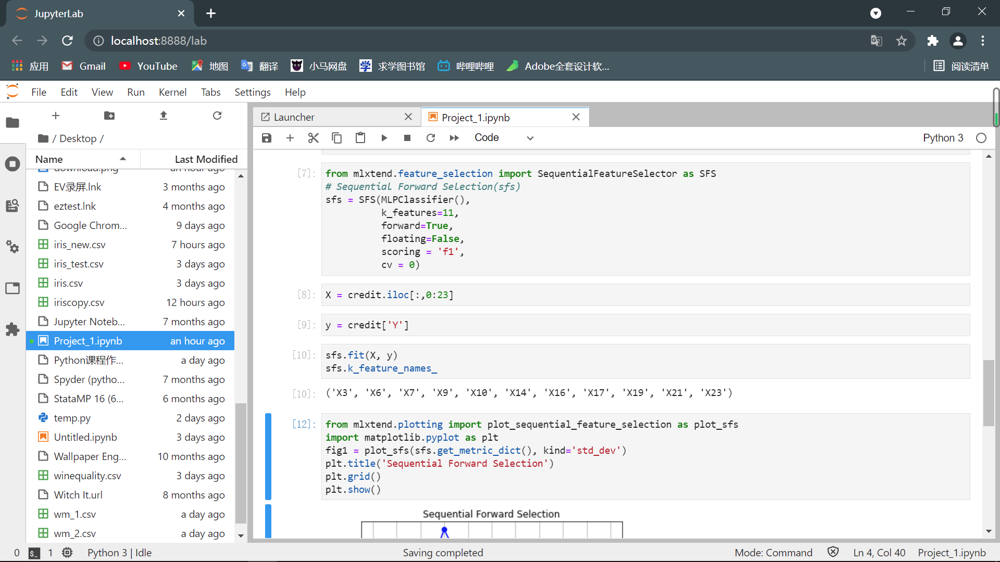 JupyterLab
localhost:8888/lab
应用
Gmail
YouTube
地图
翻译
小马网盘
学 求学图书馆
哔哩哔哩
Adobe全套设计软...
阅读清单
File Edit View Run Kernel Tabs Settings Help
/ Desktop /
Name Last Modified
download.png an hour ago
EV录屏.lnk 3 months ago
eztest.lnk 4 months ago
Google Chrom... 9 days ago
iris_new.csv 7 hours ago
iris_test.csv 3 days ago
iris.csv 3 days ago
iriscopy.csv 12 hours ago
Jupyter Noteb... 7 months ago
Project_1.ipynb an hour ago
Python课程作... a day ago
Spyder (pytho... 7 months ago
StataMP 16 (6... 6 months ago
temp.py 2 days ago
Untitled.ipynb 3 days ago
Wallpaper Eng... 10 months ago
winequality.csv 3 days ago
Witch It.url 8 months ago
wm_1.csv a day ago
wm_2.csv a day ago
Launcher
Project_1.ipynb
Code
Python 3
[7]: from mlxtend.feature_selection import SequentialFeatureSelector as SFS
# Sequential Forward Selection(sfs)
sfs = SFS(MLPClassifier(),
k_features=11,
forward=True,
floating=False,
scoring = 'f1',
cv = 0)
[8]: X = credit.iloc[:,0:23]
[9]: y = credit['Y']
[10]: sfs.fit(X, y)
sfs.k_feature_names_
[10]: ('X3', 'X6', 'X7', 'X9', 'X10', 'X14', 'X16', 'X17', 'X19', 'X21', 'X23')
[12]: from mlxtend.plotting import plot_sequential_feature_selection as plot_sfs
import matplotlib.pyplot as plt
fig1 = plot_sfs(sfs.get_metric_dict(), kind='std_dev')
plt.title('Sequential Forward Selection')
plt.grid()
plt.show()
Sequential Forward Selection
0 $_ 1 Python 3 | Idle
Saving completed
Mode: Command
Ln 4, Col 40
Project_1.ipynb